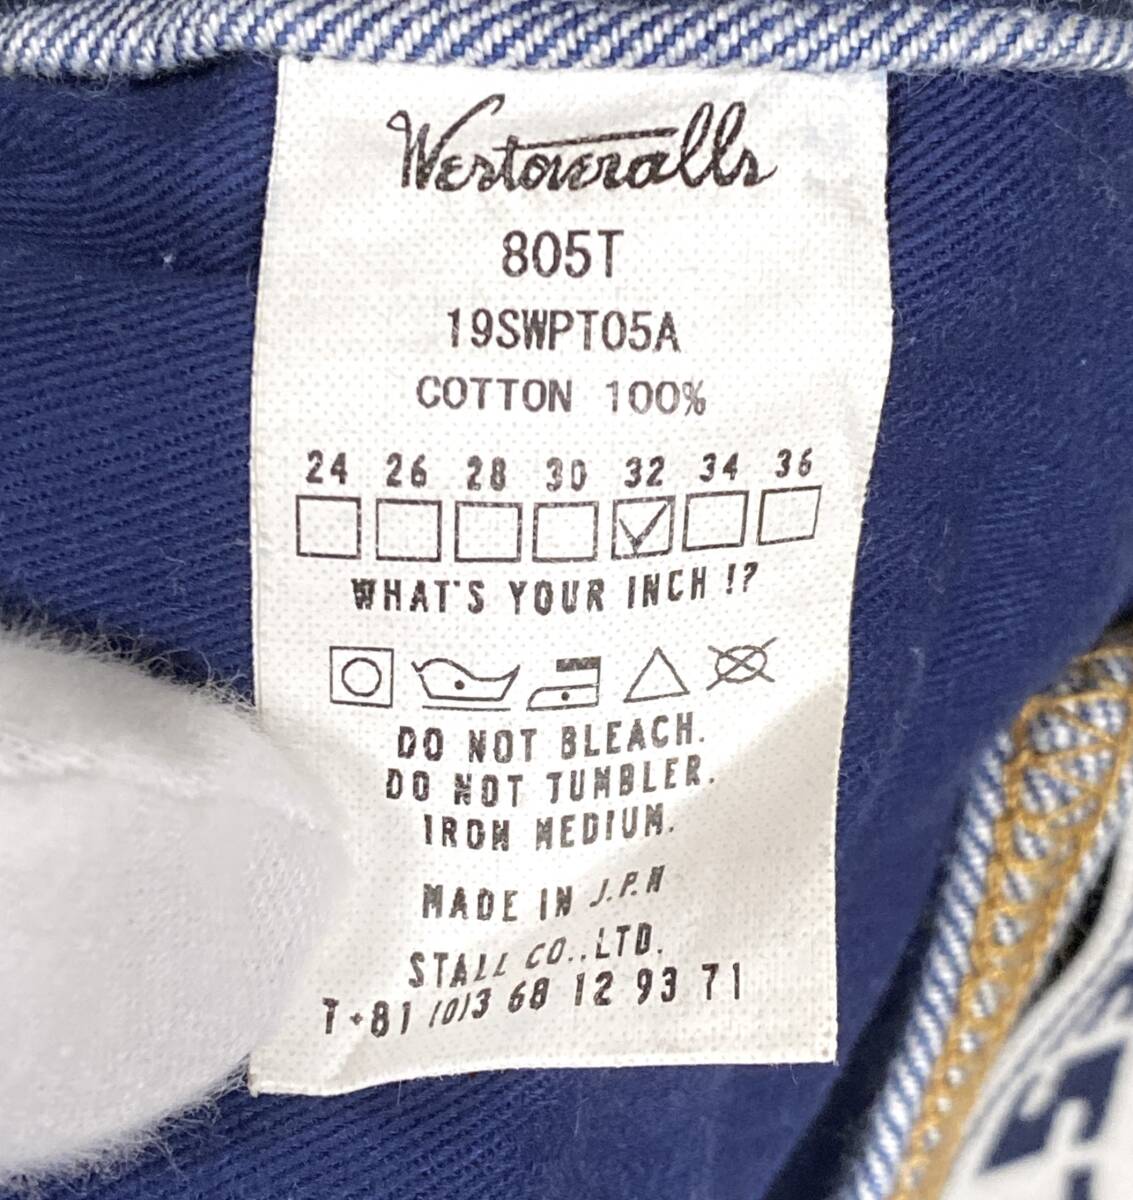 Westoveralls
805T
19SWPT05A
COTTON 100%
24 26 28 30 32 34 36
WHAT'S YOUR INCH !?
DO NOT BLEACH.
DO NOT TUMBLER.
IRON MEDIUM.
MADE IN J.P.N
STALL CO.,LTD.
T+81 (0)3 68 12 93 71